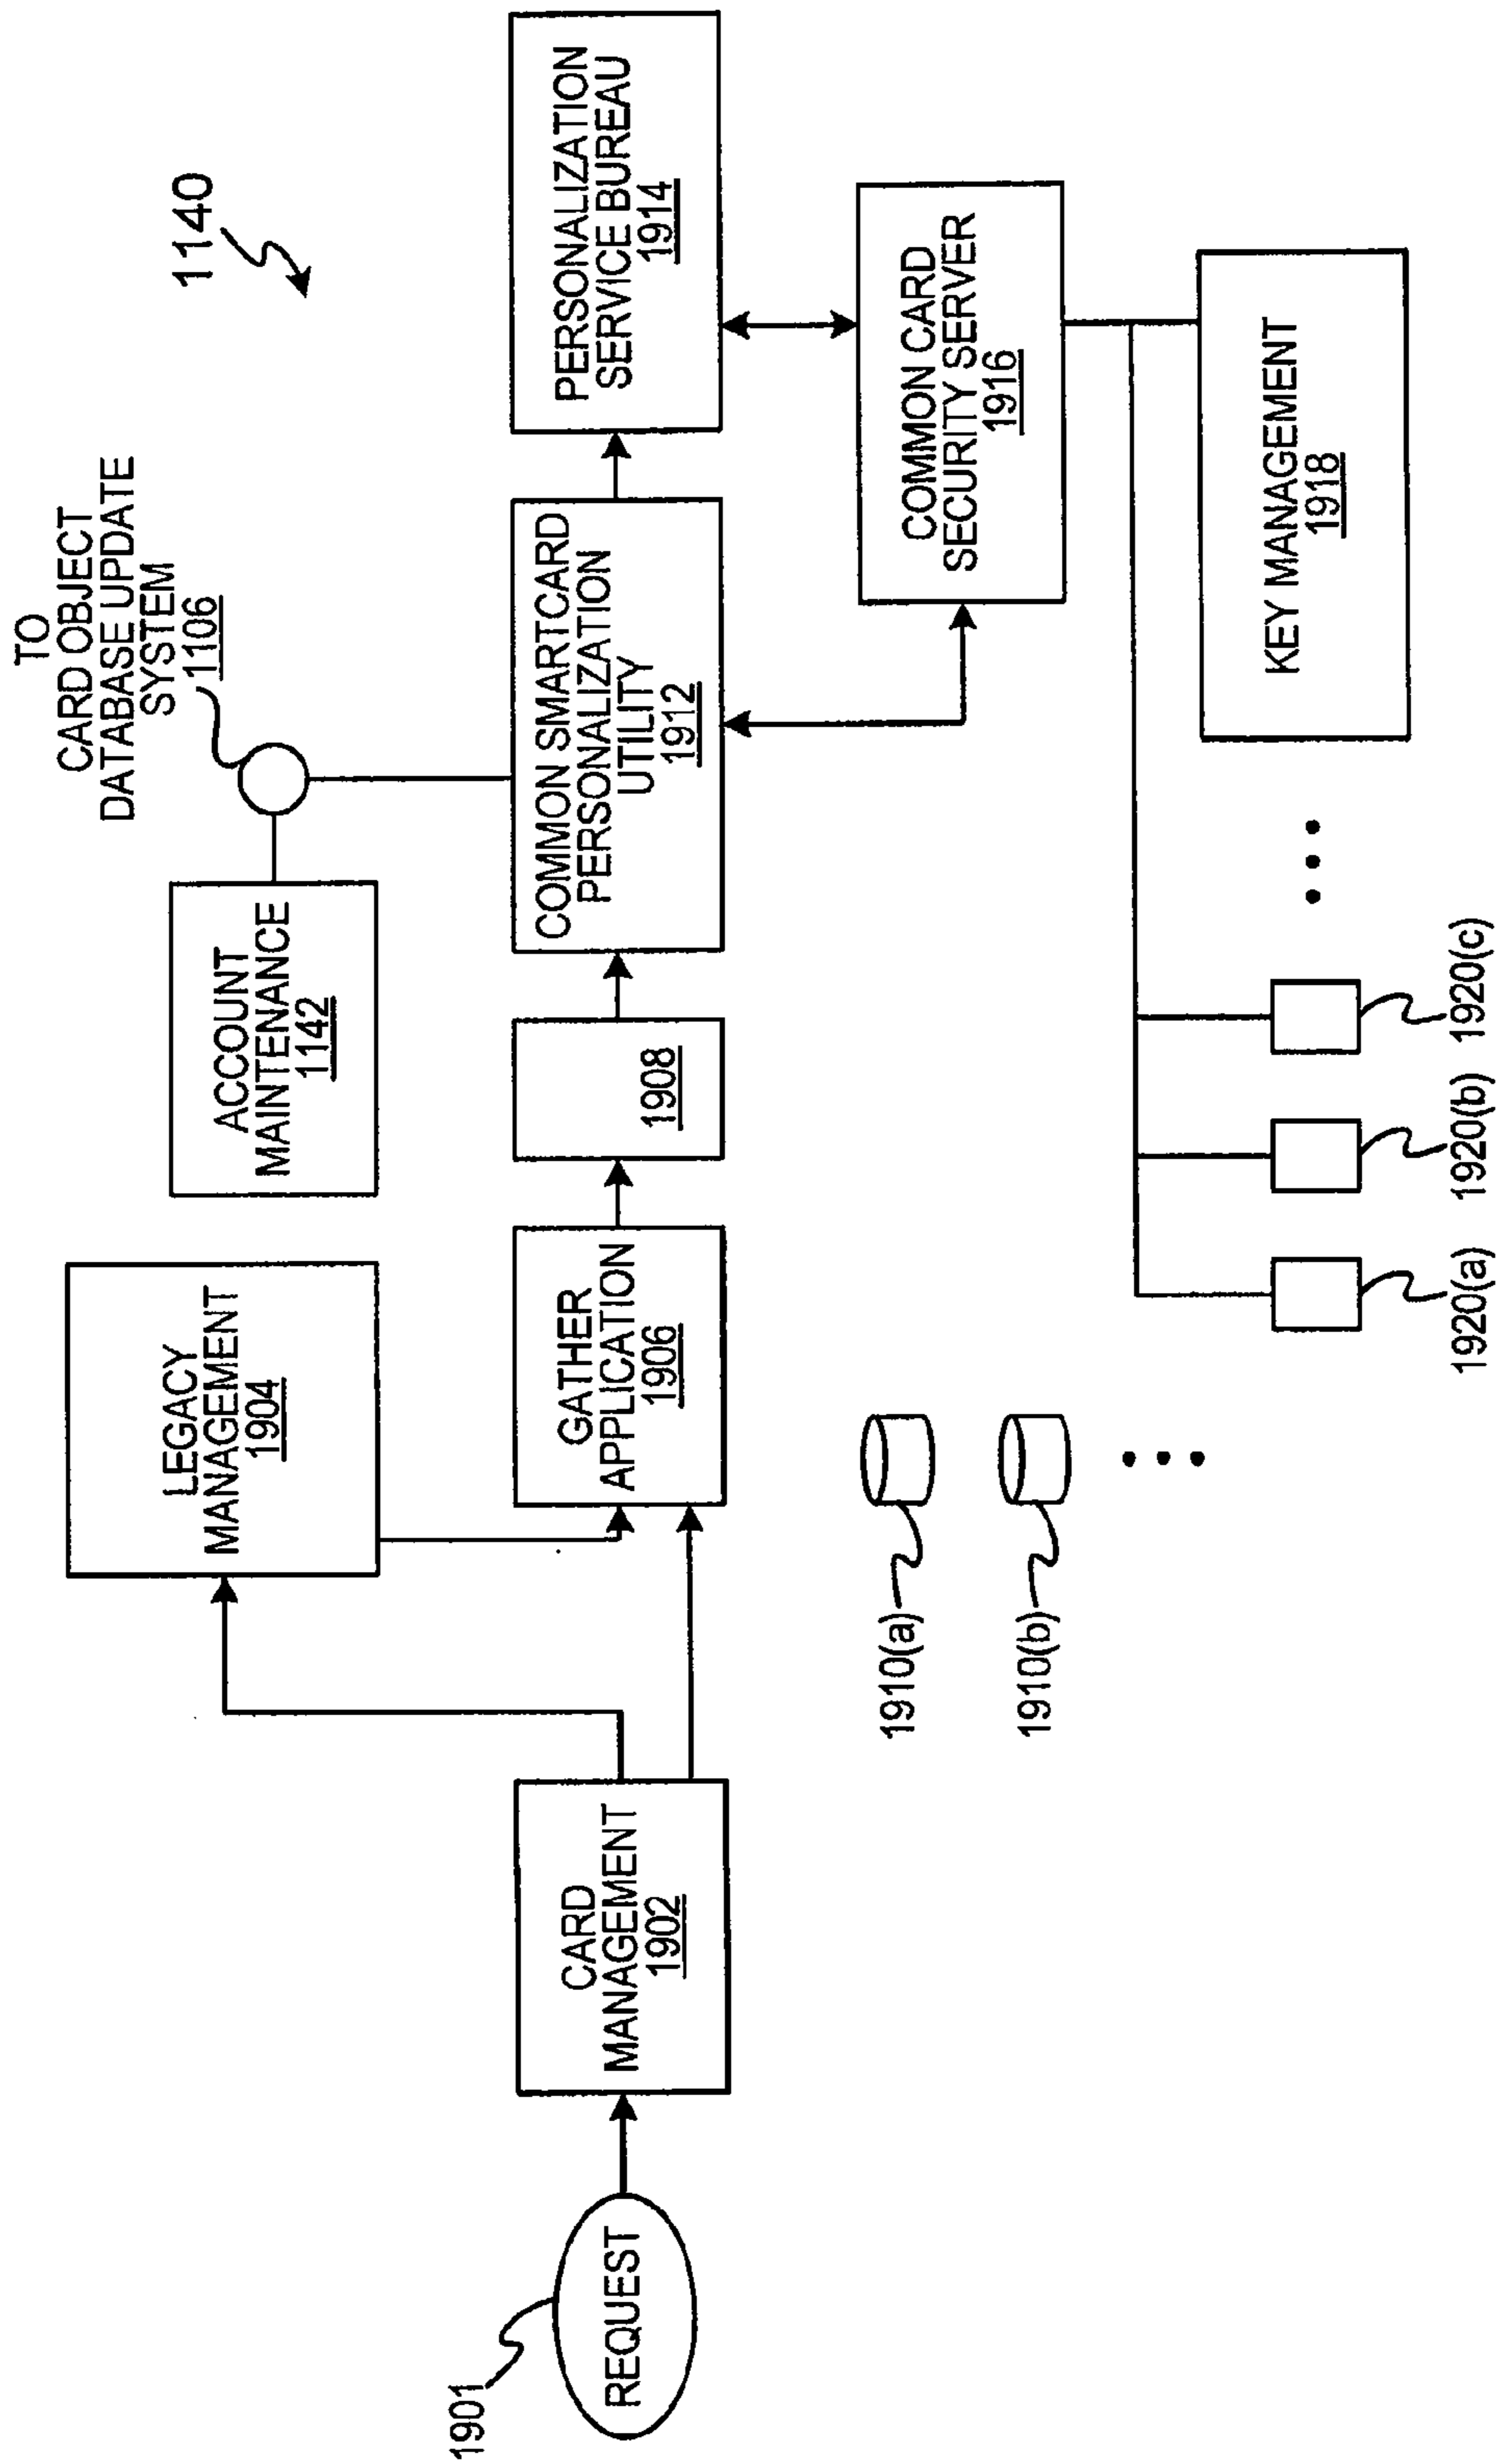 1140
TO
CARD OBJECT
DATABASE UPDATE
SYSTEM
1106
LEGACY
MANAGEMENT
1904
ACCOUNT
MAINTENANCE
1142
1901
REQUEST
CARD
MANAGEMENT
1902
GATHER
APPLICATION
1906
1908
COMMON SMARTCARD
PERSONALIZATION
UTILITY
1912
PERSONALIZATION
SERVICE BUREAU
1914
1910(a)
1910(b)
COMMON CARD
SECURITY SERVER
1916
KEY MANAGEMENT
1918
1920(a)
1920(b)
1920(c)